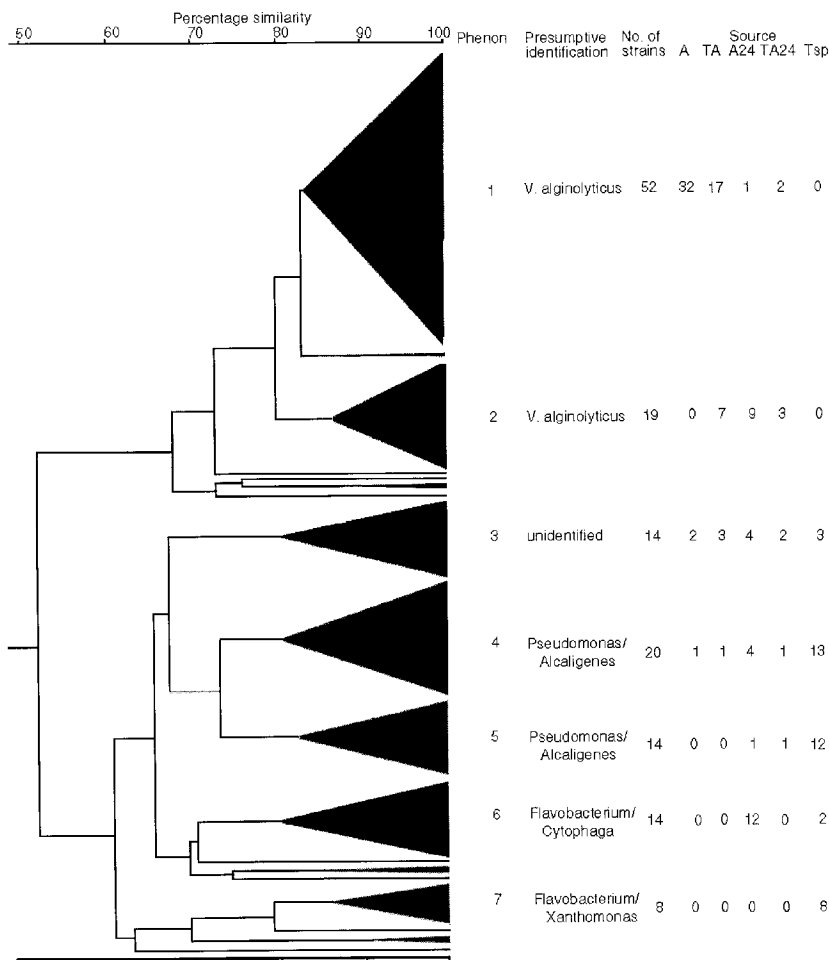 Percentage similarity
50 60 70 80 90 100
Phenon Presumptive identification No. of strains Source A TA A24 TA24 Tsp
1 V. alginolyticus 52 32 17 1 2 0
2 V. alginolyticus 19 0 7 9 3 0
3 unidentified 14 2 3 4 2 3
4 Pseudomonas/ Alcaligenes 20 1 1 4 1 13
5 Pseudomonas/ Alcaligenes 14 0 0 1 1 12
6 Flavobacterium/ Cytophaga 14 0 0 12 0 2
7 Flavobacterium/ Xanthomonas 8 0 0 0 0 8